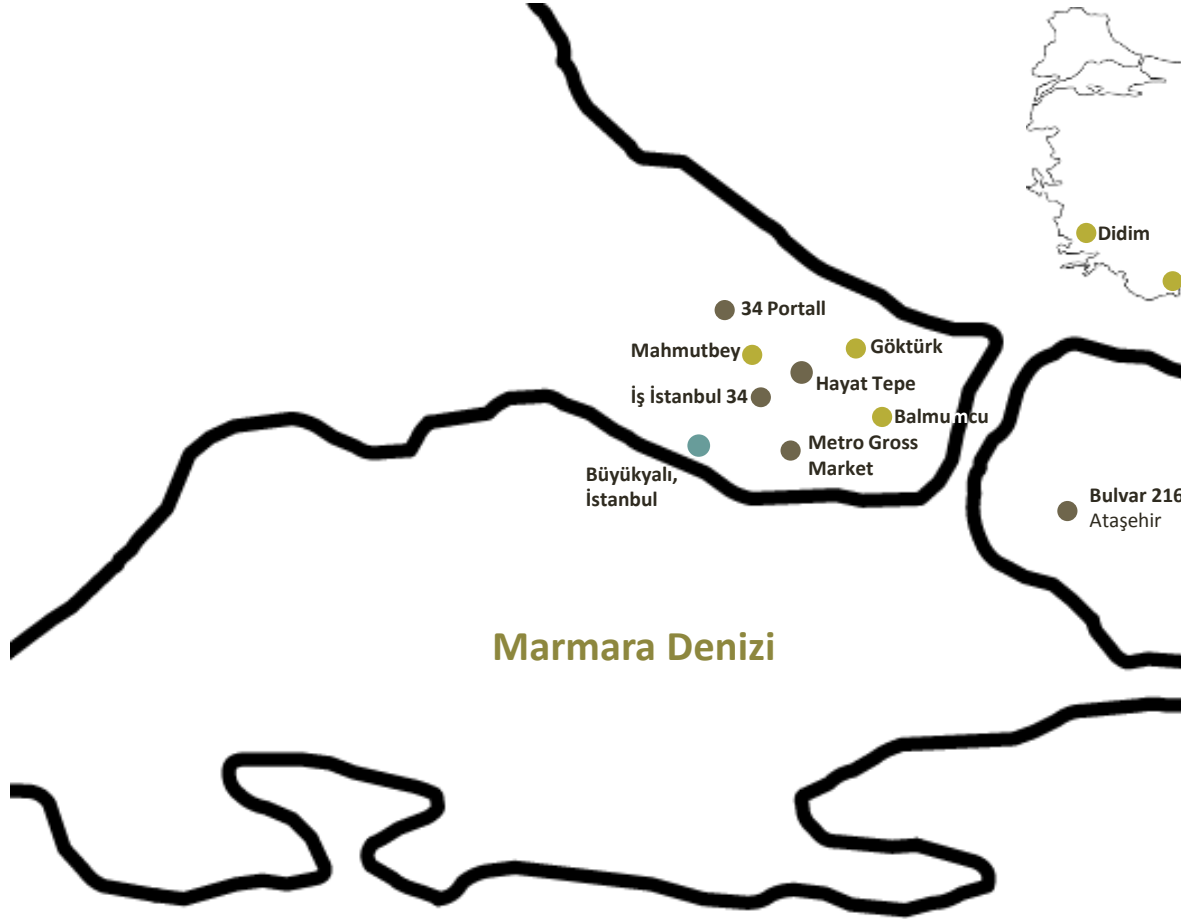 Didim
34 Portall
Göktürk
Mahmutbey
Hayat Tepe
İş İstanbul 34
Balmumcu
Metro Gross
Market
Büyükyalı,
İstanbul
Bulvar 216
Ataşehir
Marmara Denizi